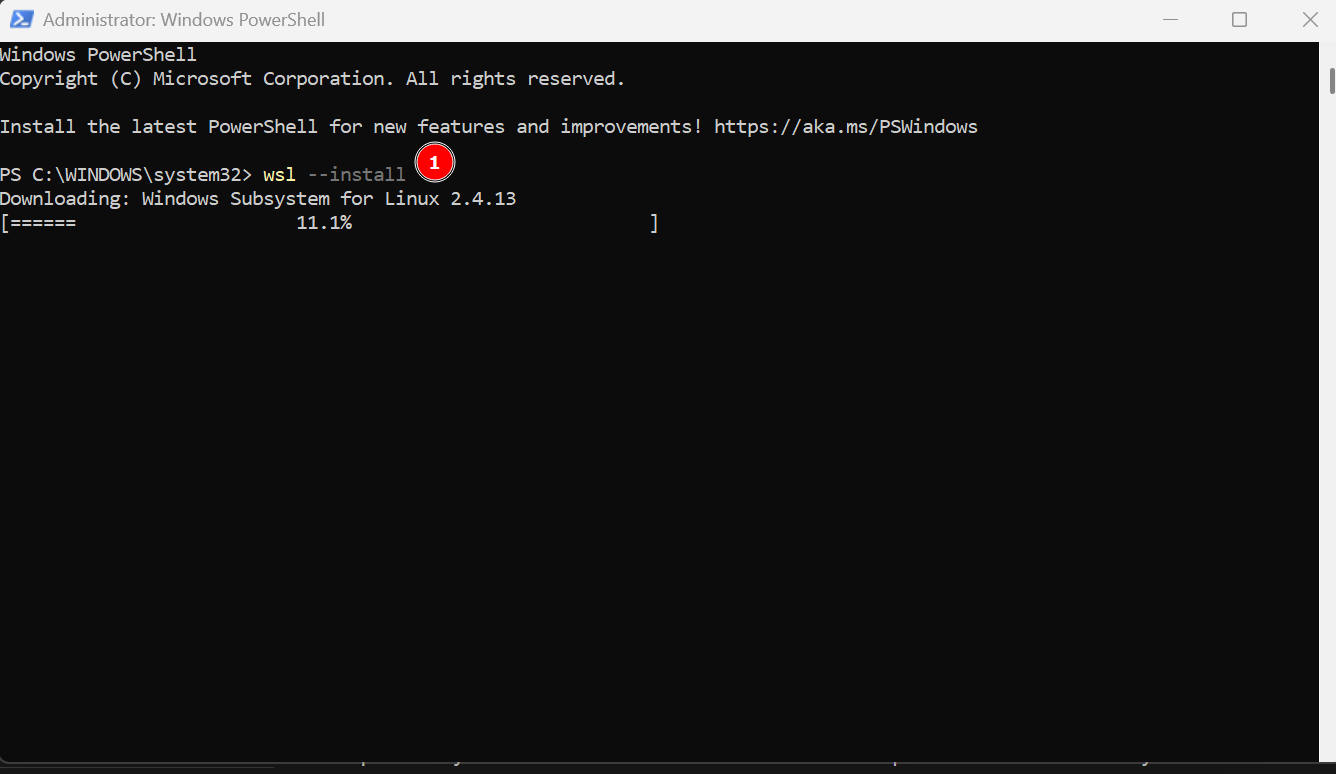 Administrator: Windows PowerShell
Windows PowerShell
Copyright (C) Microsoft Corporation. All rights reserved.
Install the latest PowerShell for new features and improvements! https://aka.ms/PSWindows
1
PS C:\WINDOWS\system32> wsl --install
Downloading: Windows Subsystem for Linux 2.4.13
[====== 11.1% ]